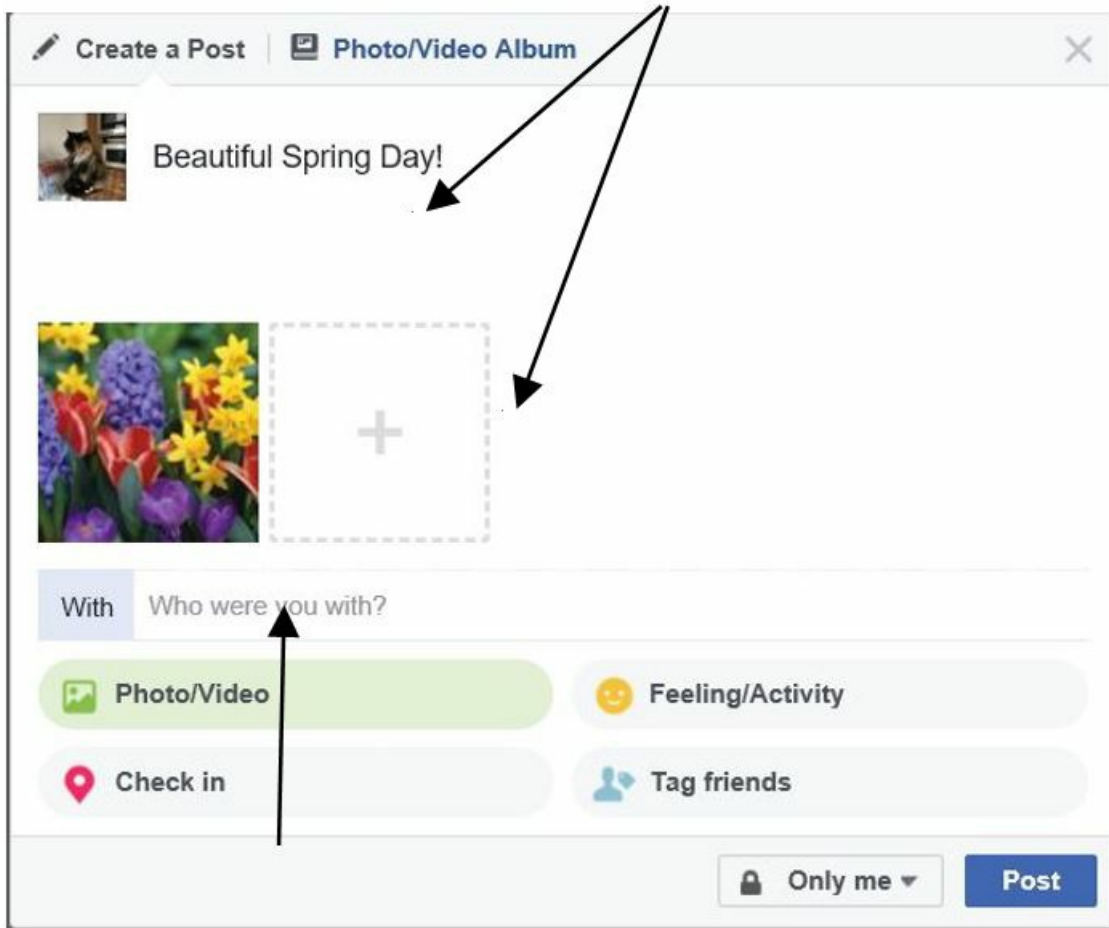 Create a Post | Photo/Video Album
Beautiful Spring Day!
With Who were you with?
Photo/Video Feeling/Activity
Check in Tag friends
Only me Post